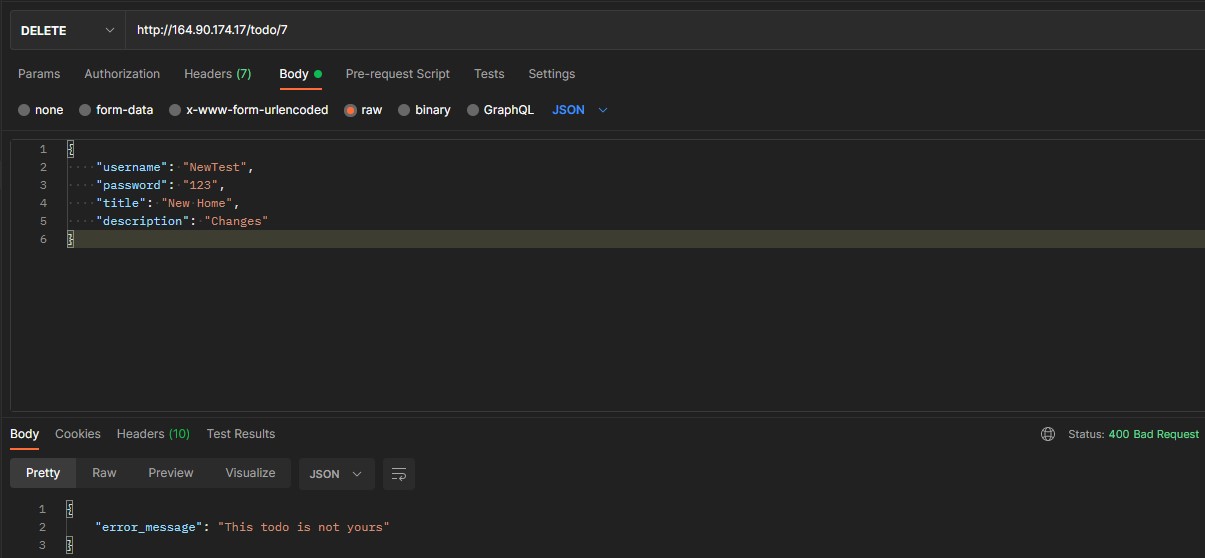 DELETE http://164.90.174.17/todo/7
Params Authorization Headers (7) Body Pre-request Script Tests Settings
none form-data x-www-form-urlencoded raw binary GraphQL JSON
1 {
2 "username": "NewTest",
3 "password": "123",
4 "title": "New Home",
5 "description": "Changes"
6 }
Body Cookies Headers (10) Test Results Status: 400 Bad Request
Pretty Raw Preview Visualize JSON
1 {
2 "error_message": "This todo is not yours"
3 }